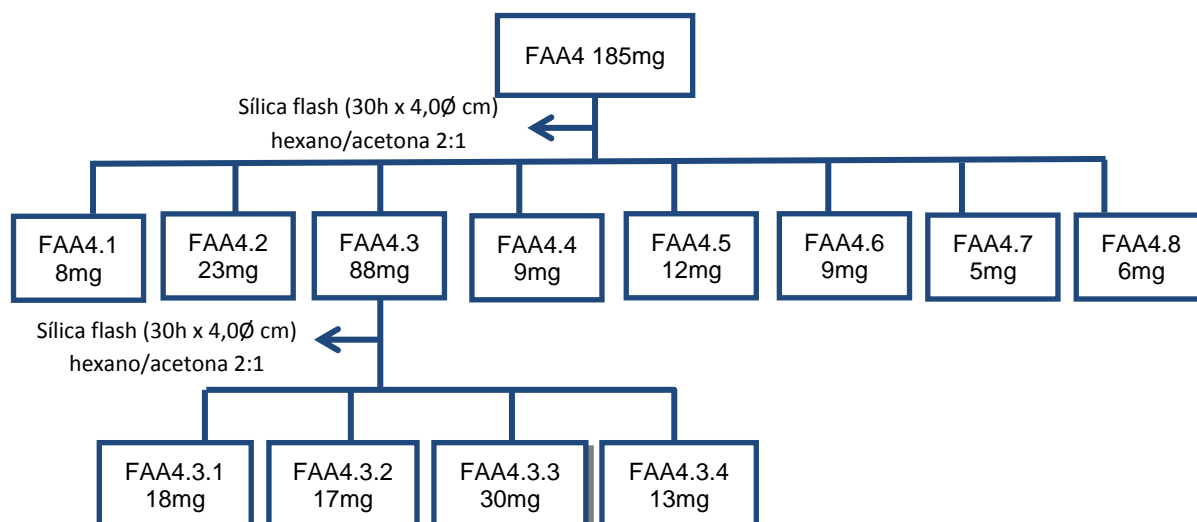 FAA4 185mg
Sílica flash (30h x 4,0Ø cm)
hexano/acetona 2:1
FAA4.1
8mg
FAA4.2
23mg
FAA4.3
88mg
FAA4.4
9mg
FAA4.5
12mg
FAA4.6
9mg
FAA4.7
5mg
FAA4.8
6mg
Sílica flash (30h x 4,0Ø cm)
hexano/acetona 2:1
FAA4.3.1
18mg
FAA4.3.2
17mg
FAA4.3.3
30mg
FAA4.3.4
13mg